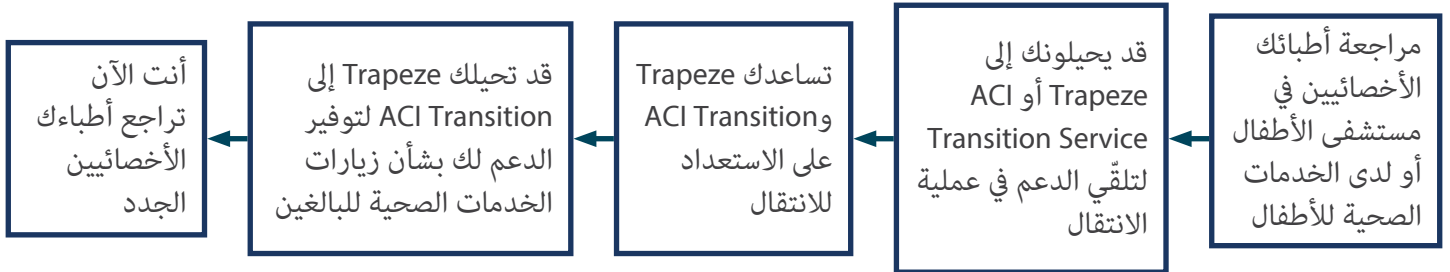 مراجعة أطبائك
الأخصائيين في
مستشفى الأطفال
أو لدى الخدمات
الصحية للأطفال
قد يحيلونك إلى
Trapeze أو ACI
Transition Service
لتلقّي الدعم في عملية
الانتقال
تساعدك Trapeze
وACI Transition
على الاستعداد
للانتقال
قد تحيلك Trapeze إلى
ACI Transition لتوفير
الدعم لك بشأن زيارات
الخدمات الصحية للبالغين
أنت الآن
تراجع أطباءك
الأخصائيين
الجدد